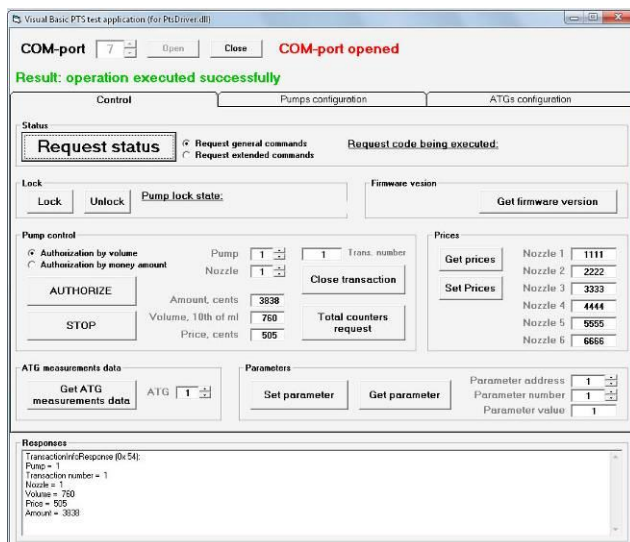 Visual Basic PTS test application (for PtsDriver.dll)
COM-port 7 Open Close COM-port opened
Result: operation executed successfully
Control Pumps configuration ATGs configuration
Status
Request status
Request general commands
Request extended commands
Request code being executed:
Lock
Lock Unlock Pump lock state:
Firmware vesion
Get firmware version
Pump control
Authorization by volume
Authorization by money amount
AUTHORIZE
STOP
Pump 1
Nozzle 1
Amount, cents 3838
Volume, 10th of ml 760
Price, cents 505
1 Trans. number
Close transaction
Total counters
request
Prices
Get prices
Set Prices
Nozzle 1 1111
Nozzle 2 2222
Nozzle 3 3333
Nozzle 4 4444
Nozzle 5 5555
Nozzle 6 6666
ATG measurements data
Get ATG
measurements data
ATG 1
Parameters
Set parameter Get parameter
Parameter address 1
Parameter number 1
Parameter value 1
Responses
TransactionInfoResponse (0x54):
Pump = 1
Transaction number = 1
Nozzle = 1
Volume = 760
Price = 505
Amount = 3838